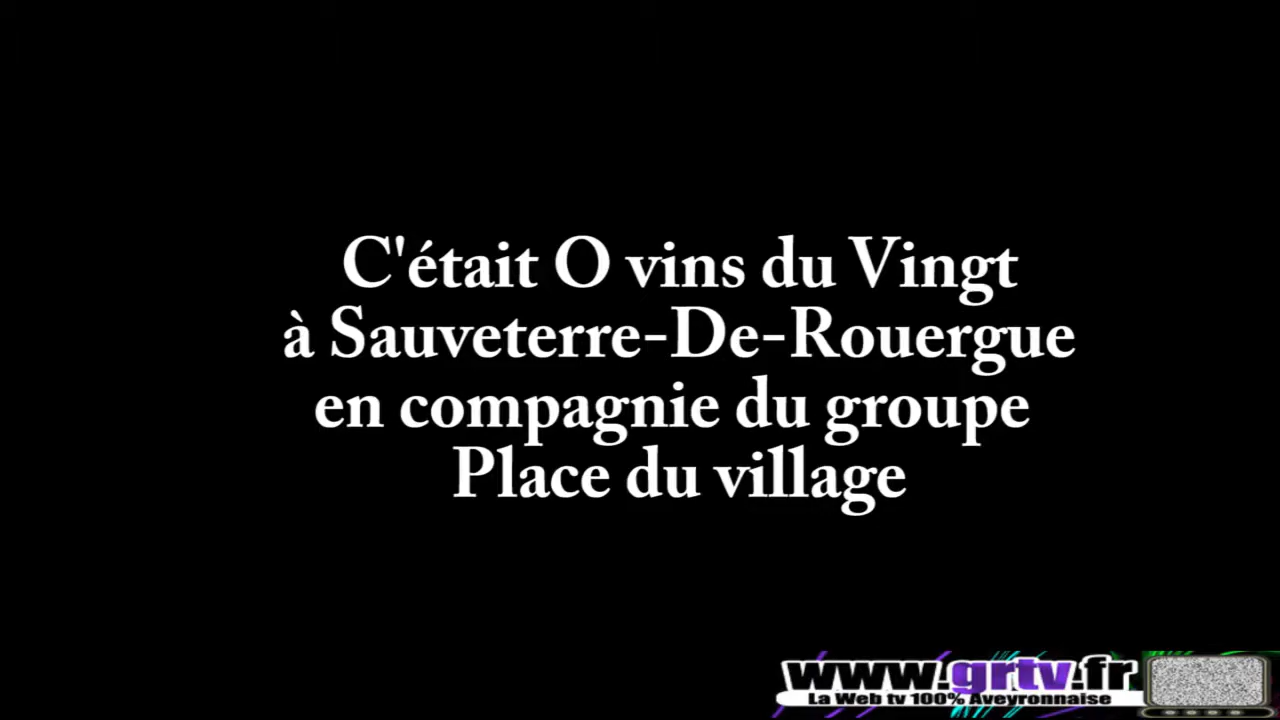 C'était O vins du Vingt
à Sauveterre-De-Rouergue
en compagnie du groupe
Place du village
www.grtv.fr
La Web tv 100% Aveyronnaise